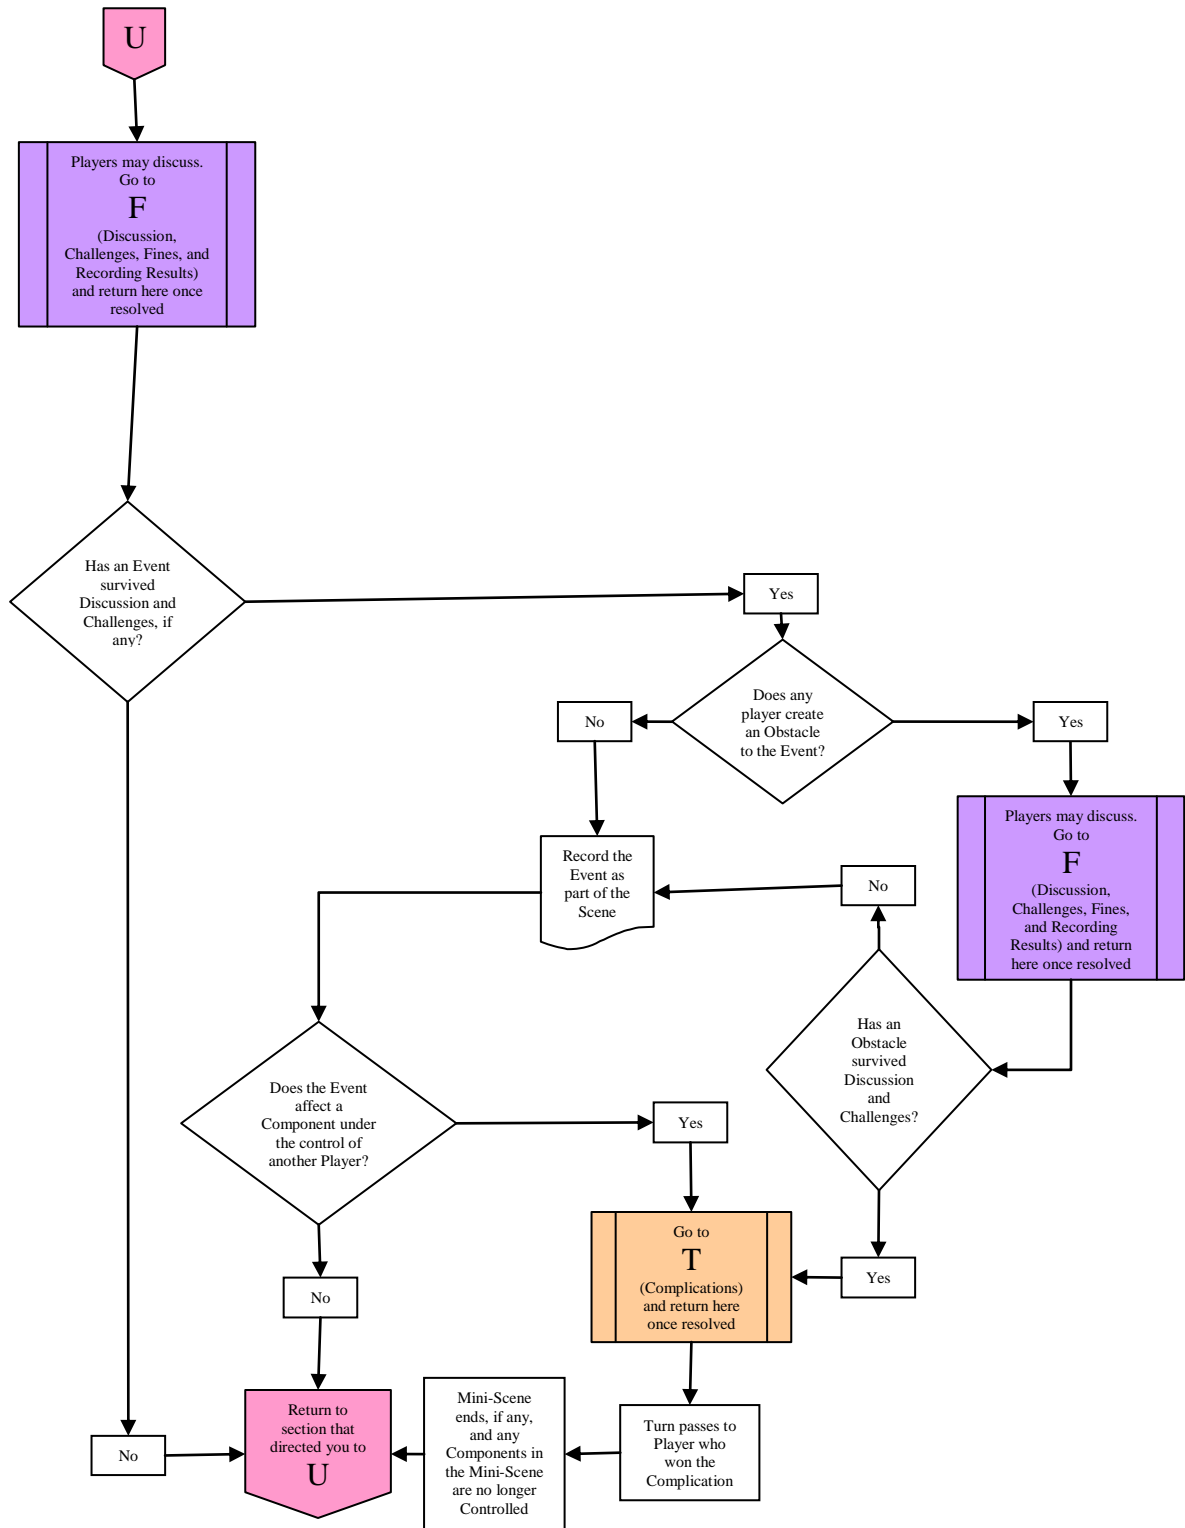 U
Players may discuss.
Go to
F
(Discussion,
Challenges, Fines, and
Recording Results)
and return here once
resolved
Has an Event
survived
Discussion and
Challenges, if
any?
Yes
Does any
player create
an Obstacle
to the Event?
No
Yes
Players may discuss.
Go to
F
(Discussion,
Challenges, Fines,
and Recording
Results) and return
here once resolved
Record the
Event as
part of the
Scene
No
Has an
Obstacle
survived
Discussion
and
Challenges?
Does the Event
affect a
Component under
the control of
another Player?
Yes
Go to
T
(Complications)
and return here
once resolved
Yes
No
Return to
section that
directed you to
U
Mini-Scene
ends, if any,
and any
Components in
the Mini-Scene
are no longer
Controlled
Turn passes to
Player who
won the
Complication
No